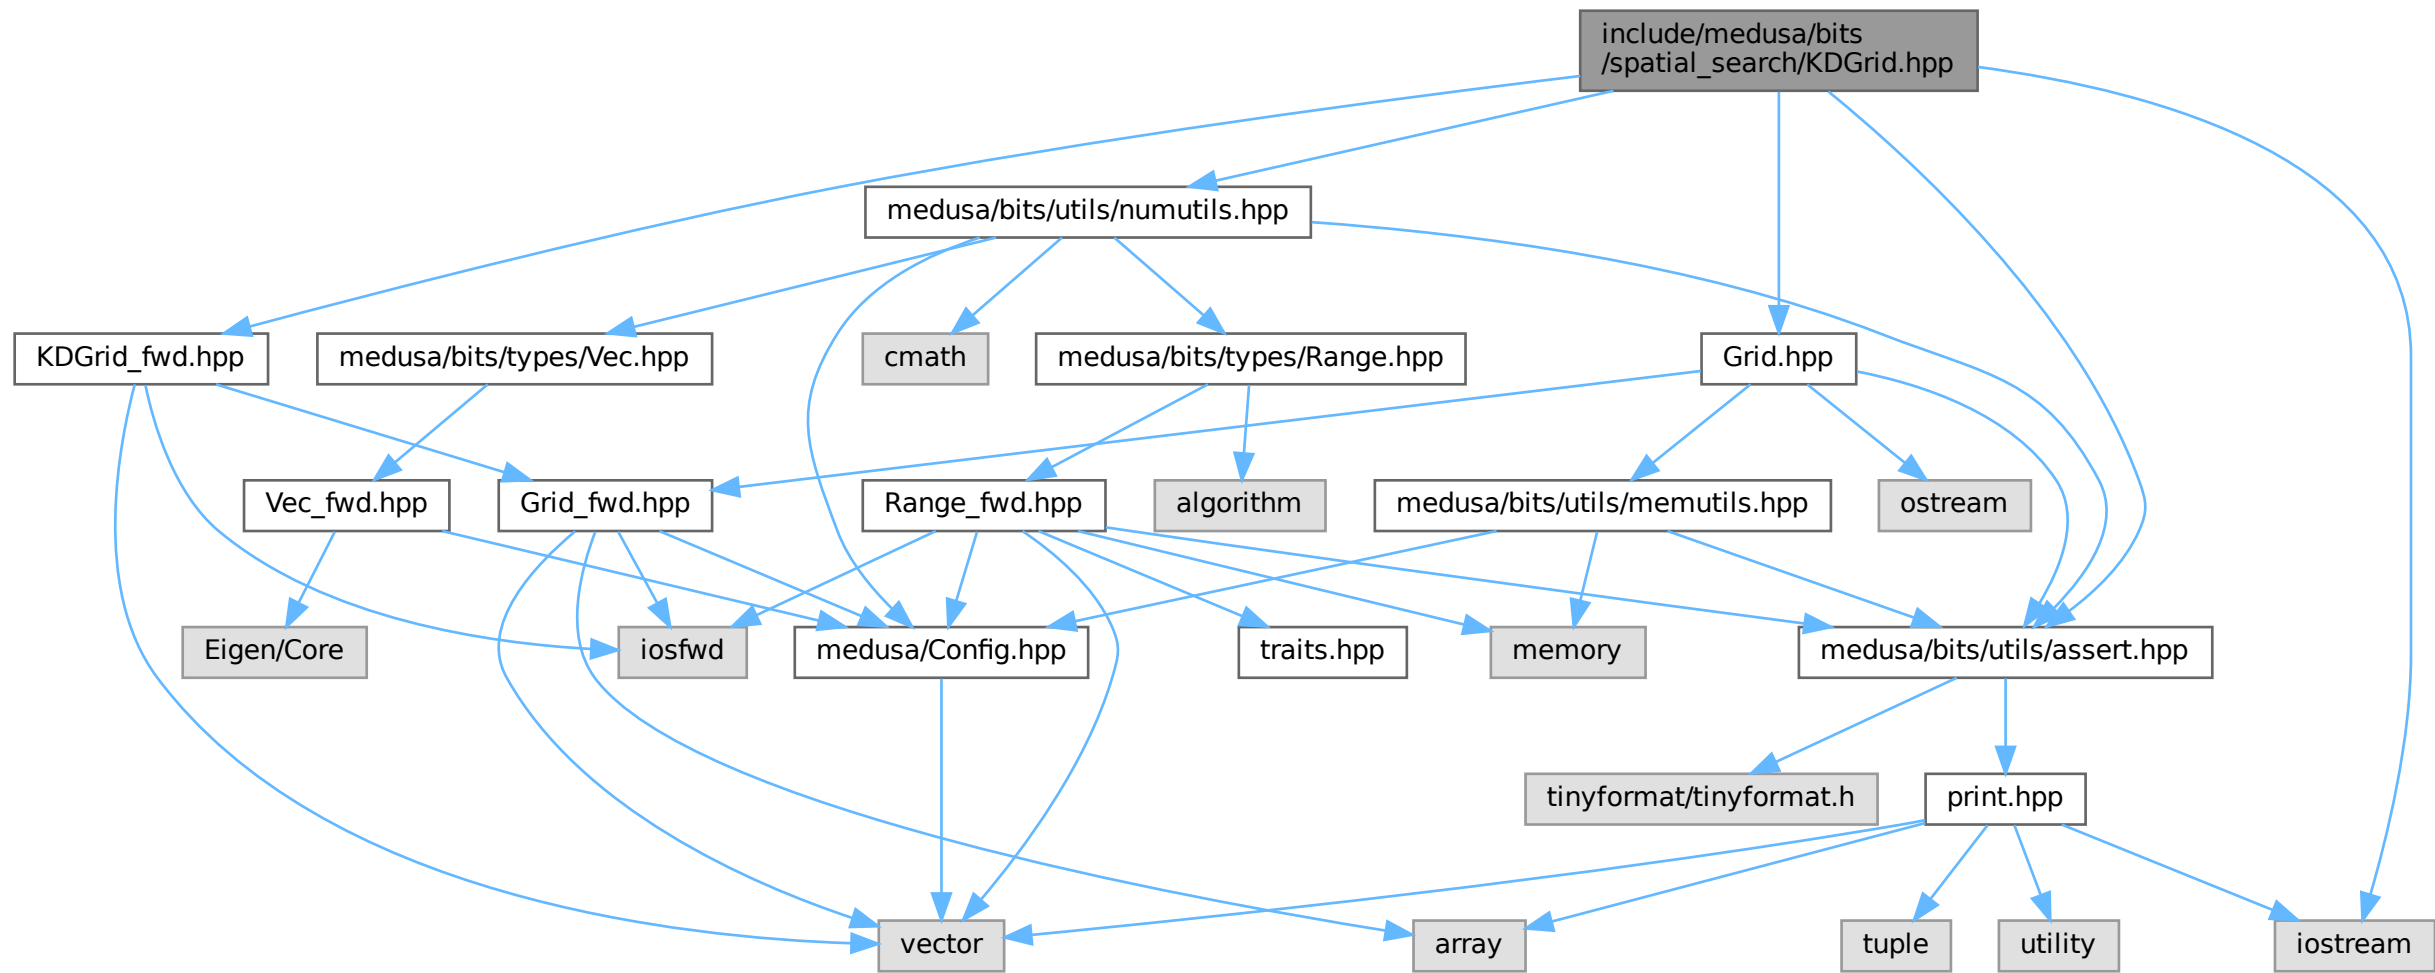 include/medusa/bits
/spatial_search/KDGrid.hpp
medusa/bits/utils/numutils.hpp
KDGrid_fwd.hpp
medusa/bits/types/Vec.hpp
cmath
medusa/bits/types/Range.hpp
Grid.hpp
Vec_fwd.hpp
Grid_fwd.hpp
Range_fwd.hpp
algorithm
medusa/bits/utils/memutils.hpp
ostream
Eigen/Core
iosfwd
medusa/Config.hpp
traits.hpp
memory
medusa/bits/utils/assert.hpp
tinyformat/tinyformat.h
print.hpp
vector
array
tuple
utility
iostream